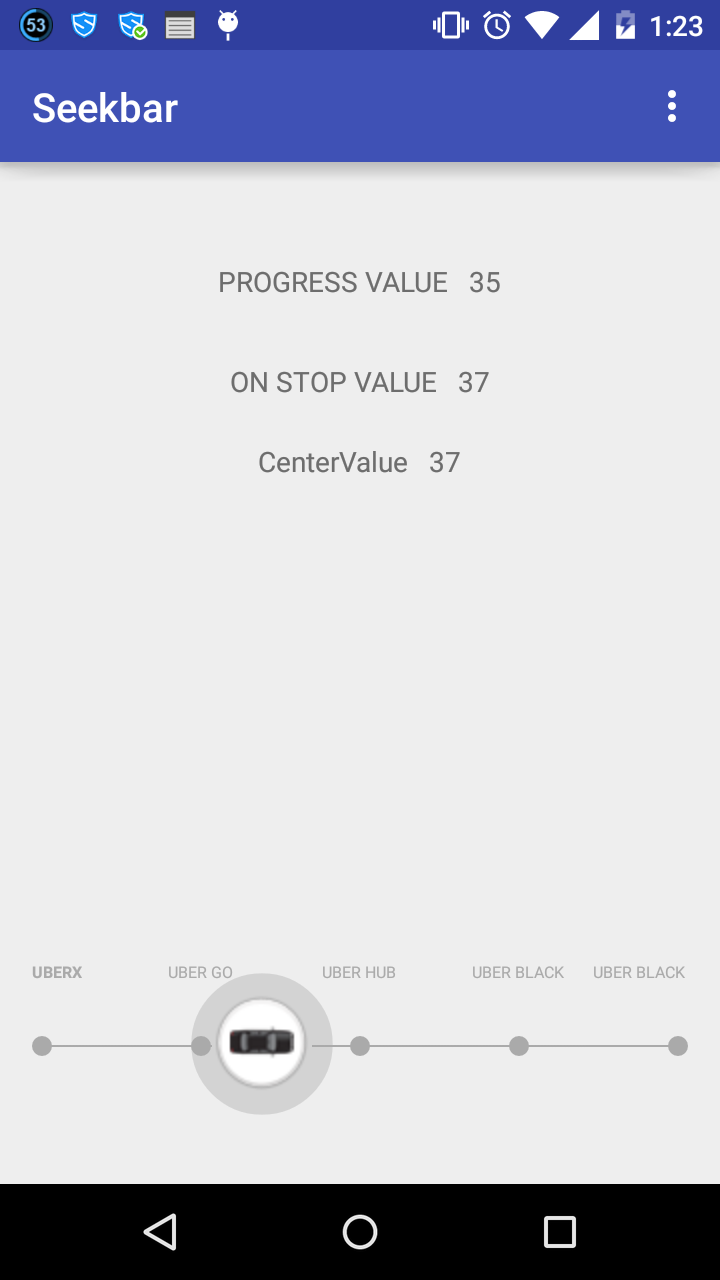 53 1:23
Seekbar
PROGRESS VALUE 35
ON STOP VALUE 37
CenterValue 37
UBERX UBER GO UBER HUB UBER BLACK UBER BLACK